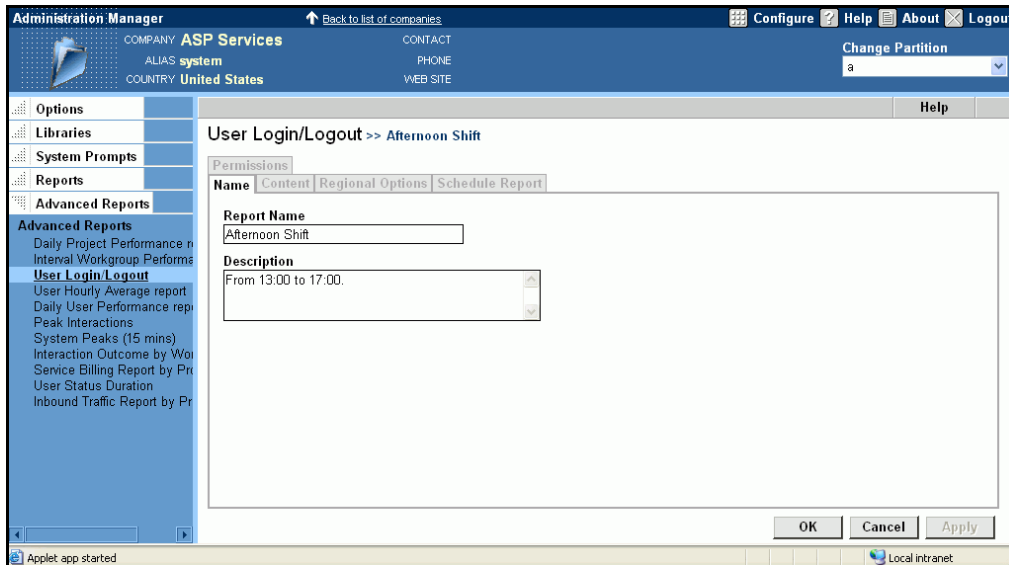 Administration Manager
Back to list of companies
Configure Help About Logou
COMPANY ASP Services
CONTACT
ALIAS system
PHONE
COUNTRY United States
WEB SITE
Change Partition
a
Options
Libraries
System Prompts
Reports
Advanced Reports
Advanced Reports
Daily Project Performance re
Interval Workgroup Performa
User Login/Logout
User Hourly Average report
Daily User Performance repo
Peak Interactions
System Peaks (15 mins)
Interaction Outcome by Wor
Service Billing Report by Pro
User Status Duration
Inbound Traffic Report by Pr
Help
User Login/Logout >> Afternoon Shift
Permissions
Name Content Regional Options Schedule Report
Report Name
Afternoon Shift
Description
From 13:00 to 17:00.
OK Cancel Apply
Applet app started
Local intranet